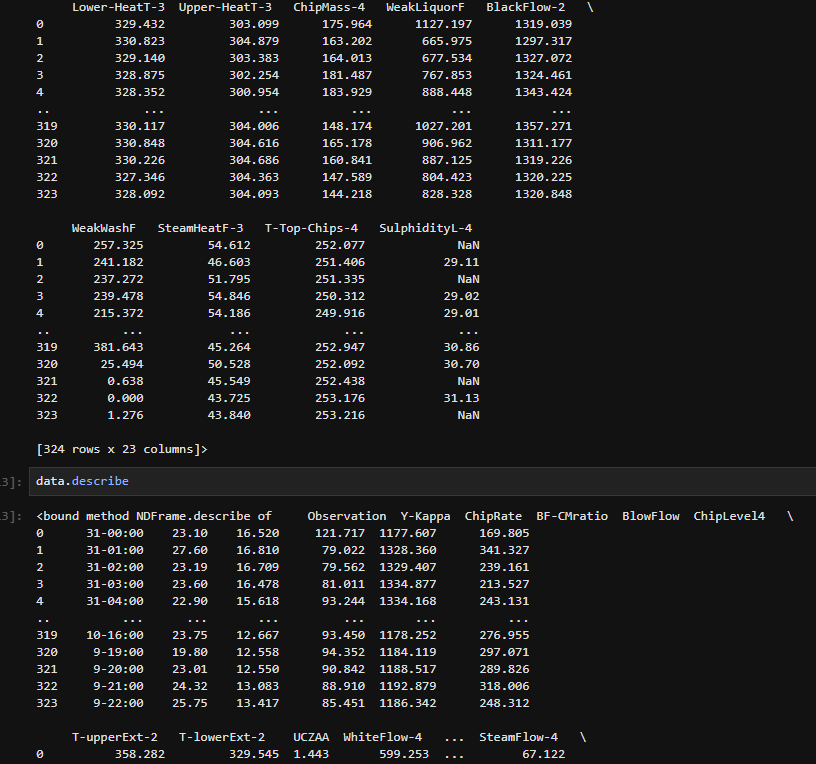 Lower-HeatT-3 Upper-HeatT-3 ChipMass-4 WeakLiquorF BlackFlow-2 \
0 329.432 303.099 175.964 1127.197 1319.039
1 330.823 304.879 163.202 665.975 1297.317
2 329.140 303.383 164.013 677.534 1327.072
3 328.875 302.254 181.487 767.853 1324.461
4 328.352 300.954 183.929 888.448 1343.424
.. ... ... ... ... ...
319 330.117 304.006 148.174 1027.201 1357.271
320 330.848 304.616 165.178 906.962 1311.177
321 330.226 304.686 160.841 887.125 1319.226
322 327.346 304.363 147.589 804.423 1320.225
323 328.092 304.093 144.218 828.328 1320.848
WeakWashF SteamHeatF-3 T-Top-Chips-4 SulphidityL-4
0 257.325 54.612 252.077 NaN
1 241.182 46.603 251.406 29.11
2 237.272 51.795 251.335 NaN
3 239.478 54.846 250.312 29.02
4 215.372 54.186 249.916 29.01
.. ... ... ... ...
319 381.643 45.264 252.947 30.86
320 25.494 50.528 252.092 30.70
321 0.638 45.549 252.438 NaN
322 0.000 43.725 253.176 31.13
323 1.276 43.840 253.216 NaN
[324 rows x 23 columns]>
3]: data.describe
3]: <bound method NDFrame.describe of Observation Y-Kappa ChipRate BF-CMratio BlowFlow ChipLevel4 \
0 31-00:00 23.10 16.520 121.717 1177.607 169.805
1 31-01:00 27.60 16.810 79.022 1328.360 341.327
2 31-02:00 23.19 16.709 79.562 1329.407 239.161
3 31-03:00 23.60 16.478 81.011 1334.877 213.527
4 31-04:00 22.90 15.618 93.244 1334.168 243.131
.. ... ... ... ... ... ...
319 10-16:00 23.75 12.667 93.450 1178.252 276.955
320 9-19:00 19.80 12.558 94.352 1184.119 297.071
321 9-20:00 23.01 12.550 90.842 1188.517 289.826
322 9-21:00 24.32 13.083 88.910 1192.879 318.006
323 9-22:00 25.75 13.417 85.451 1186.342 248.312
T-upperExt-2 T-lowerExt-2 UCZAA WhiteFlow-4 ... SteamFlow-4 \
0 358.282 329.545 1.443 599.253 ... 67.122